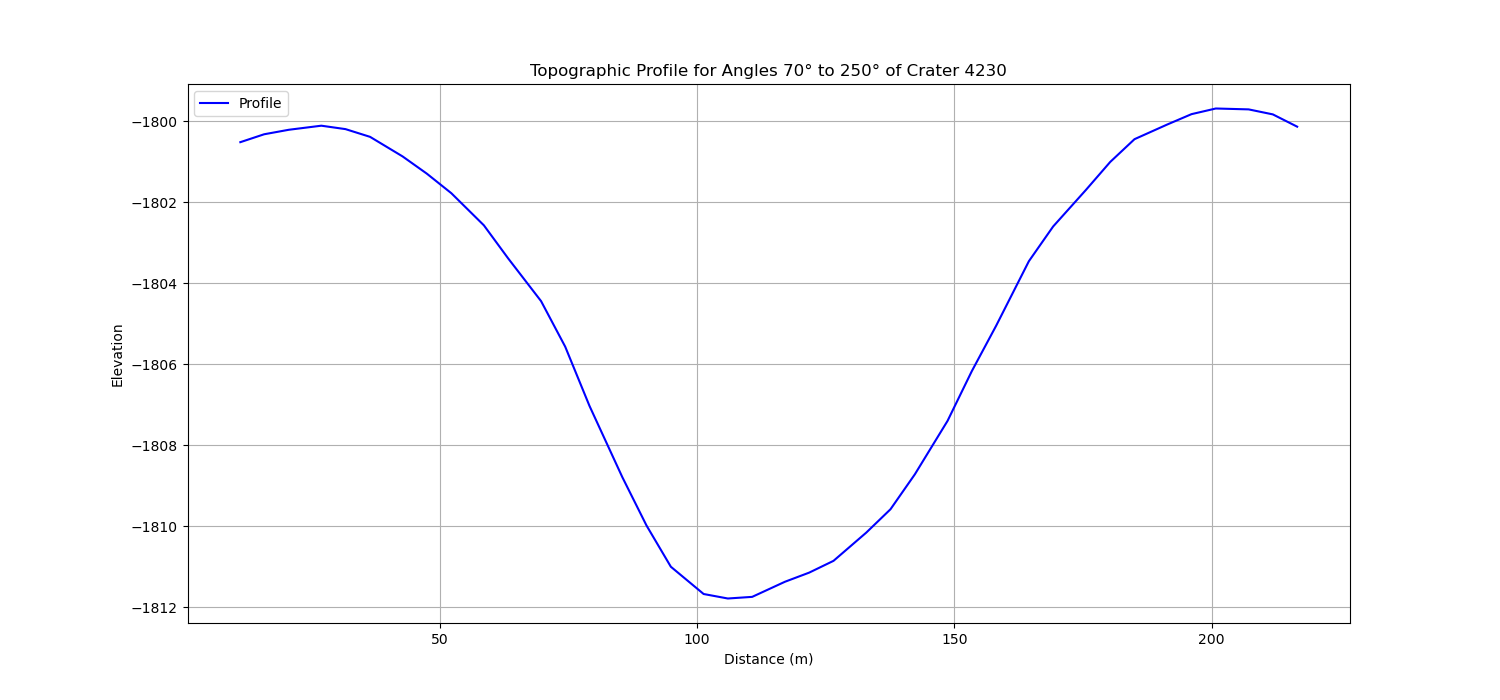 Topographic Profile for Angles 70° to 250° of Crater 4230
Profile
−1800
−1802
−1804
−1806
−1808
−1810
−1812
Elevation
50
100
150
200
Distance (m)